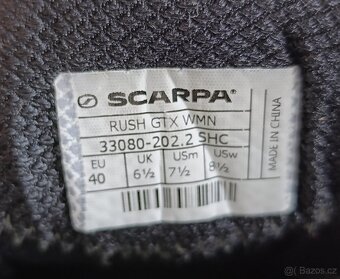 SCARPA
RUSH GTX WMN
33080-202.2 SHC
EU UK USm USw
40 6½ 7½ 8½
MADE IN CHINA
Bazos.cz